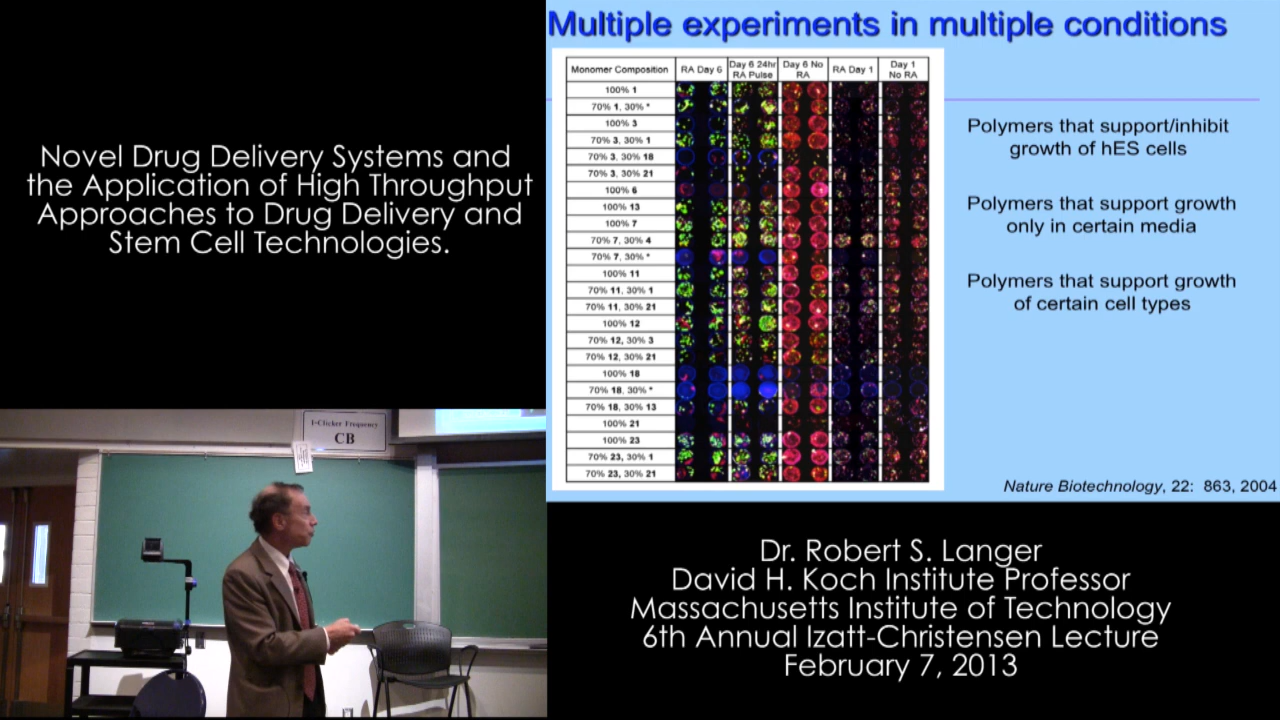 Novel Drug Delivery Systems and
the Application of High Throughput
Approaches to Drug Delivery and
Stem Cell Technologies.
Multiple experiments in multiple conditions
Monomer Composition RA Day 6 Day 6 24hr RA Pulse Day 6 No RA RA Day 1 Day 1 No RA
100% 1
70% 1, 30% *
100% 3
70% 3, 30% 1
70% 3, 30% 18
70% 3, 30% 21
100% 6
100% 13
100% 7
70% 7, 30% 4
70% 7, 30% *
100% 11
70% 11, 30% 1
70% 11, 30% 21
100% 12
70% 12, 30% 3
70% 12, 30% 21
100% 18
70% 18, 30% *
70% 18, 30% 13
100% 21
100% 23
70% 23, 30% 1
70% 23, 30% 21
Polymers that support/inhibit
growth of hES cells
Polymers that support growth
only in certain media
Polymers that support growth
of certain cell types
Nature Biotechnology, 22: 863, 2004
I-Clicker Frequency
CB
Dr. Robert S. Langer
David H. Koch Institute Professor
Massachusetts Institute of Technology
6th Annual Izatt-Christensen Lecture
February 7, 2013